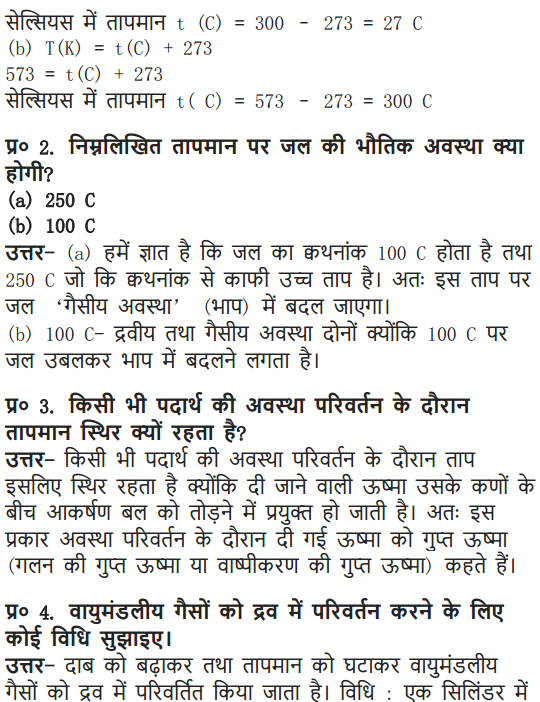 सेल्सियस में तापमान t (C) = 300 - 273 = 27 C
(b) T(K) = t(C) + 273
573 = t(C) + 273
सेल्सियस में तापमान t( C) = 573 - 273 = 300 C
प्र० 2. निम्नलिखित तापमान पर जल की भौतिक अवस्था क्या
होगी?
(a) 250 C
(b) 100 C
उत्तर- (a) हमें ज्ञात है कि जल का क्वथनांक 100 C होता है तथा
250 C जो कि क्वथनांक से काफी उच्च ताप है। अतः इस ताप पर
जल ‘गैसीय अवस्था’ (भाप) में बदल जाएगा।
(b) 100 C- द्रवीय तथा गैसीय अवस्था दोनों क्योंकि 100 C पर
जल उबलकर भाप में बदलने लगता है।
प्र० 3. किसी भी पदार्थ की अवस्था परिवर्तन के दौरान
तापमान स्थिर क्यों रहता है?
उत्तर- किसी भी पदार्थ की अवस्था परिवर्तन के दौरान ताप
इसलिए स्थिर रहता है क्योंकि दी जाने वाली ऊष्मा उसके कणों के
बीच आकर्षण बल को तोड़ने में प्रयुक्त हो जाती है। अतः इस
प्रकार अवस्था परिवर्तन के दौरान दी गई ऊष्मा को गुप्त ऊष्मा
(गलन की गुप्त ऊष्मा या वाष्पीकरण की गुप्त ऊष्मा) कहते हैं।
प्र० 4. वायुमंडलीय गैसों को द्रव में परिवर्तन करने के लिए
कोई विधि सुझाइए।
उत्तर- दाब को बढ़ाकर तथा तापमान को घटाकर वायुमंडलीय
गैसों को द्रव में परिवर्तित किया जाता है। विधि : एक सिलिंडर में